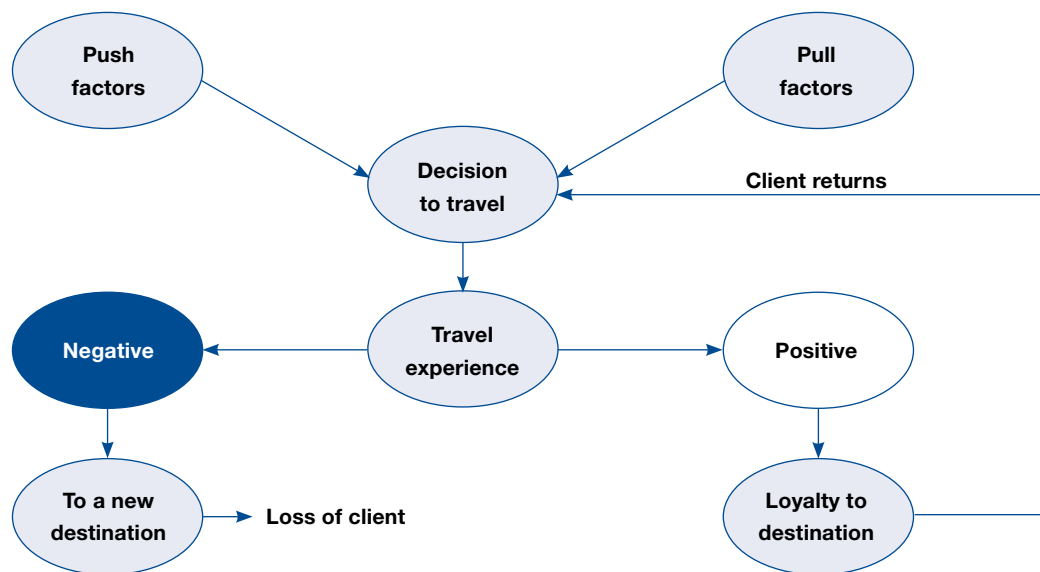 Push
factors
Pull
factors
Decision
to travel
Client returns
Negative
Travel
experience
Positive
To a new
destination
Loss of client
Loyalty to
destination